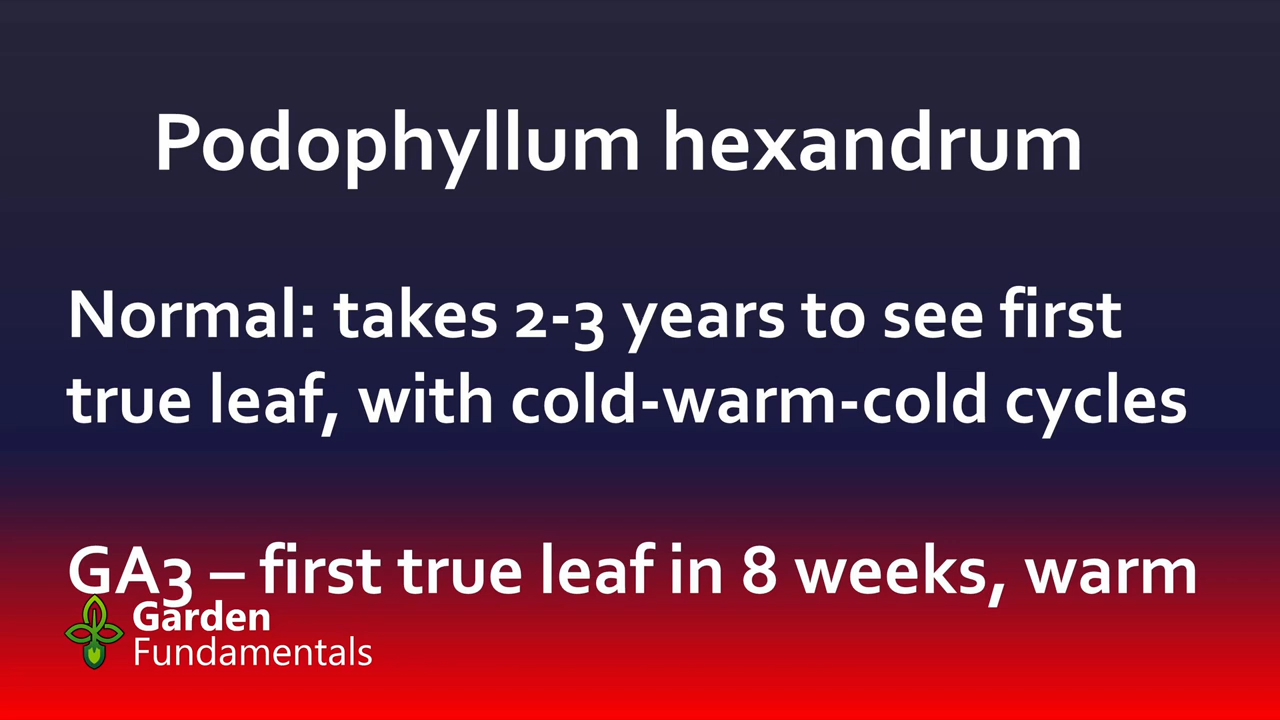 Podophyllum hexandrum
Normal: takes 2-3 years to see first
true leaf, with cold-warm-cold cycles
GA3 – first true leaf in 8 weeks, warm
Garden
Fundamentals